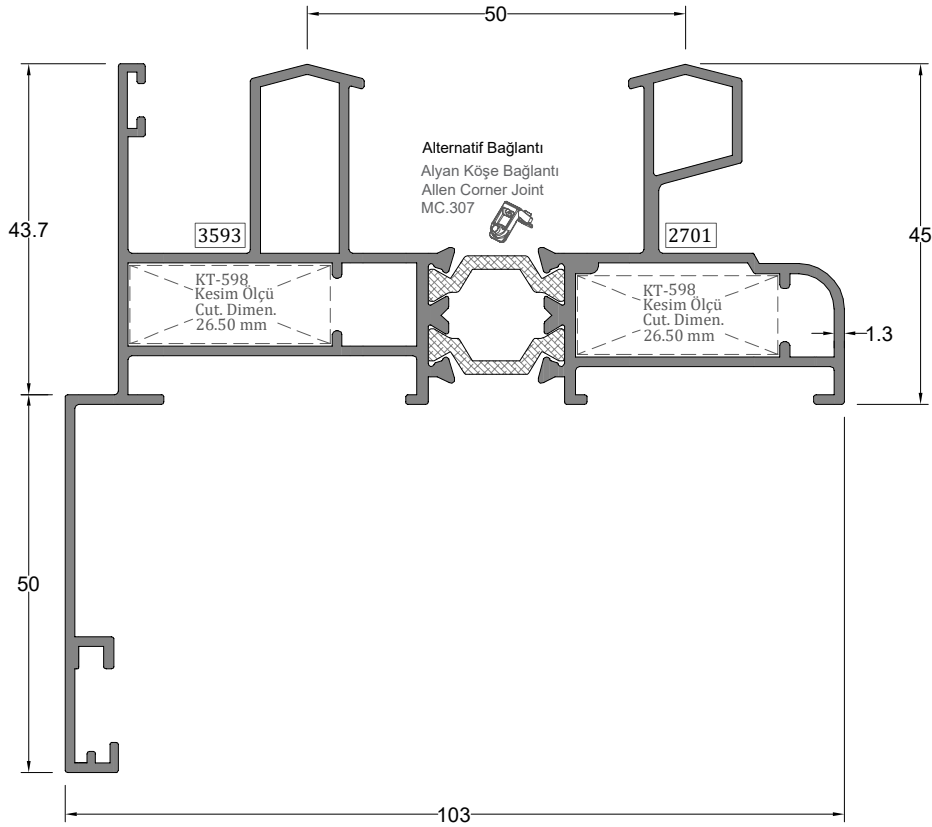 50
Alternatif Bağlantı
Alyan Köşe Bağlantı
Allen Corner Joint
MC.307
43.7
3593
2701
45
KT-598
Kesim Ölçü
Cut. Dimen.
26.50 mm
KT-598
Kesim Ölçü
Cut. Dimen.
26.50 mm
1.3
50
103